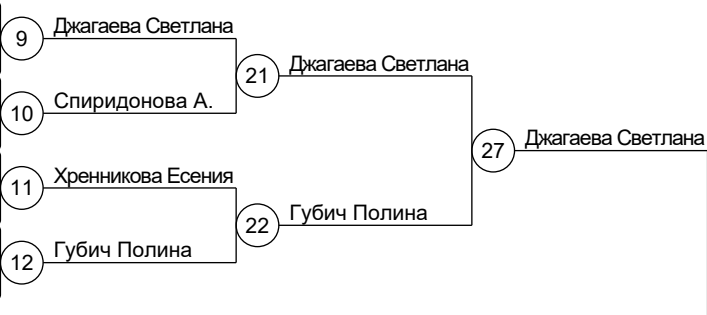 9 Джагаева Светлана
21 Джагаева Светлана
10 Спиридонова А.
27 Джагаева Светлана
11 Хренникова Есения
22 Губич Полина
12 Губич Полина